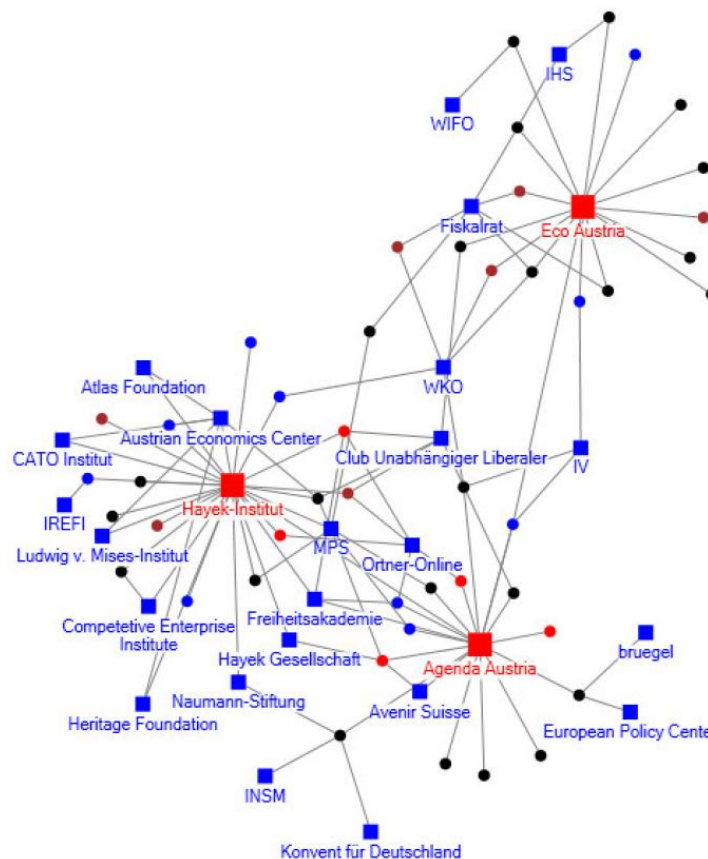 IHS
WIFO
Fiskalrat
Eco Austria
Atlas Foundation
WKO
Austrian Economics Center
CATO Institut
Club Unabhängiger Liberaler
IV
Hayek-Institut
IREFI
MPS
Ludwig v. Mises-Institut
Ortner-Online
Freiheitsakademie
Competetive Enterprise
Institute
Hayek Gesellschaft
Agenda Austria
bruegel
Naumann-Stiftung
Avenir Suisse
Heritage Foundation
European Policy Cente
INSM
Konvent für Deutschland